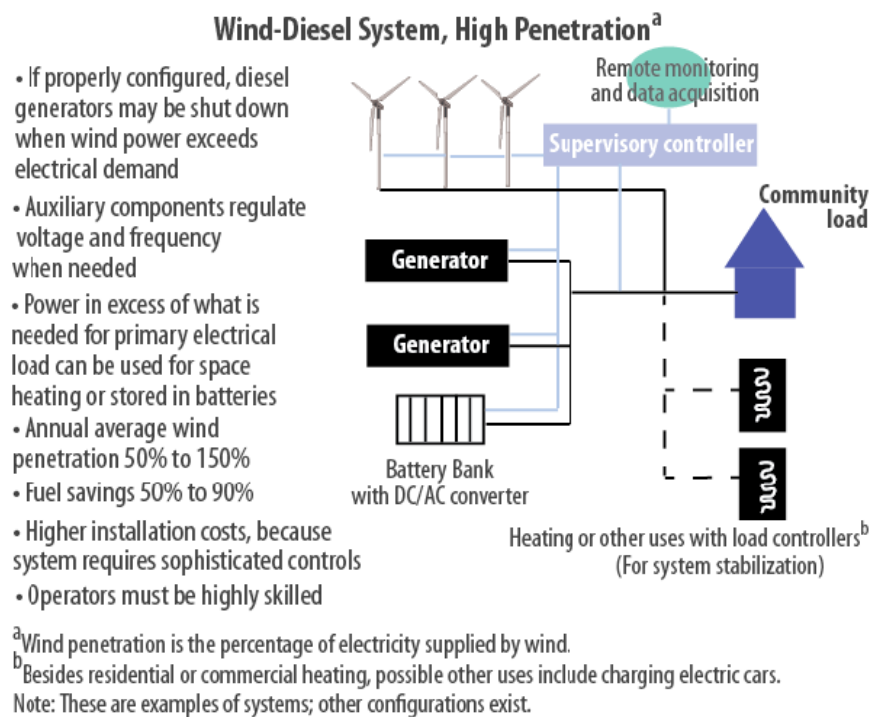 Wind-Diesel System, High Penetrationa
• If properly configured, diesel
generators may be shut down
when wind power exceeds
electrical demand
• Auxiliary components regulate
voltage and frequency
when needed
• Power in excess of what is
needed for primary electrical
load can be used for space
heating or stored in batteries
• Annual average wind
penetration 50% to 150%
• Fuel savings 50% to 90%
• Higher installation costs, because
system requires sophisticated controls
• Operators must be highly skilled
Remote monitoring
and data acquisition
Supervisory controller
Community
load
Generator
Generator
Battery Bank
with DC/AC converter
Heating or other uses with load controllersb
(For system stabilization)
aWind penetration is the percentage of electricity supplied by wind.
bBesides residential or commercial heating, possible other uses include charging electric cars.
Note: These are examples of systems; other configurations exist.